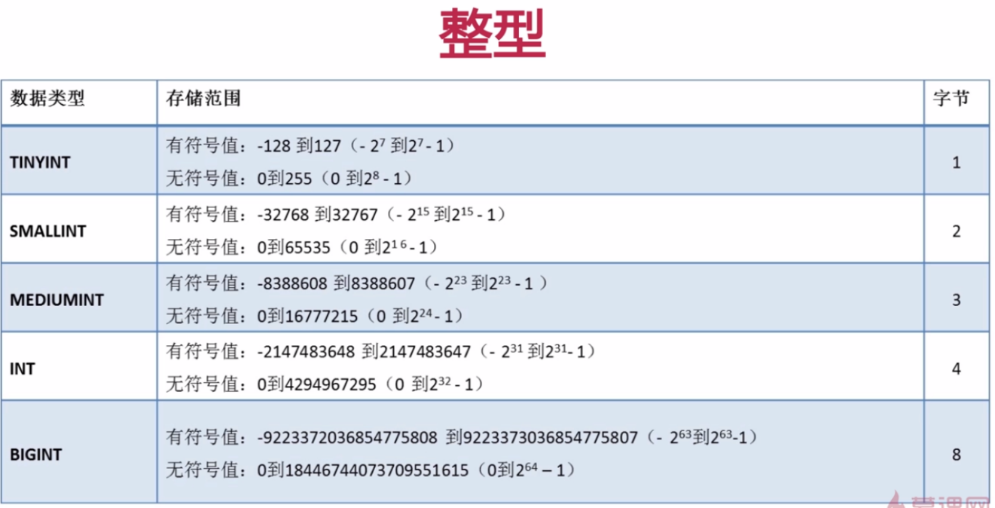 整型
数据类型 存储范围 字节
TINYINT 有符号值：-128 到127（- 2⁷ 到2⁷- 1） 1
无符号值：0到255（0 到2⁸ - 1）
SMALLINT 有符号值：-32768 到32767（- 2¹⁵ 到2¹⁵ - 1） 2
无符号值：0到65535（0 到2¹⁶ - 1）
MEDIUMINT 有符号值：-8388608 到8388607（- 2²³ 到2²³ - 1 ） 3
无符号值：0到16777215（0 到2²⁴- 1）
INT 有符号值：-2147483648 到2147483647（- 2³¹ 到2³¹- 1） 4
无符号值：0到4294967295（0 到2³² - 1）
BIGINT 有符号值：-9223372036854775808 到9223373036854775807（- 2⁶³到2⁶³-1） 8
无符号值：0到18446744073709551615（0到2⁶⁴ – 1）